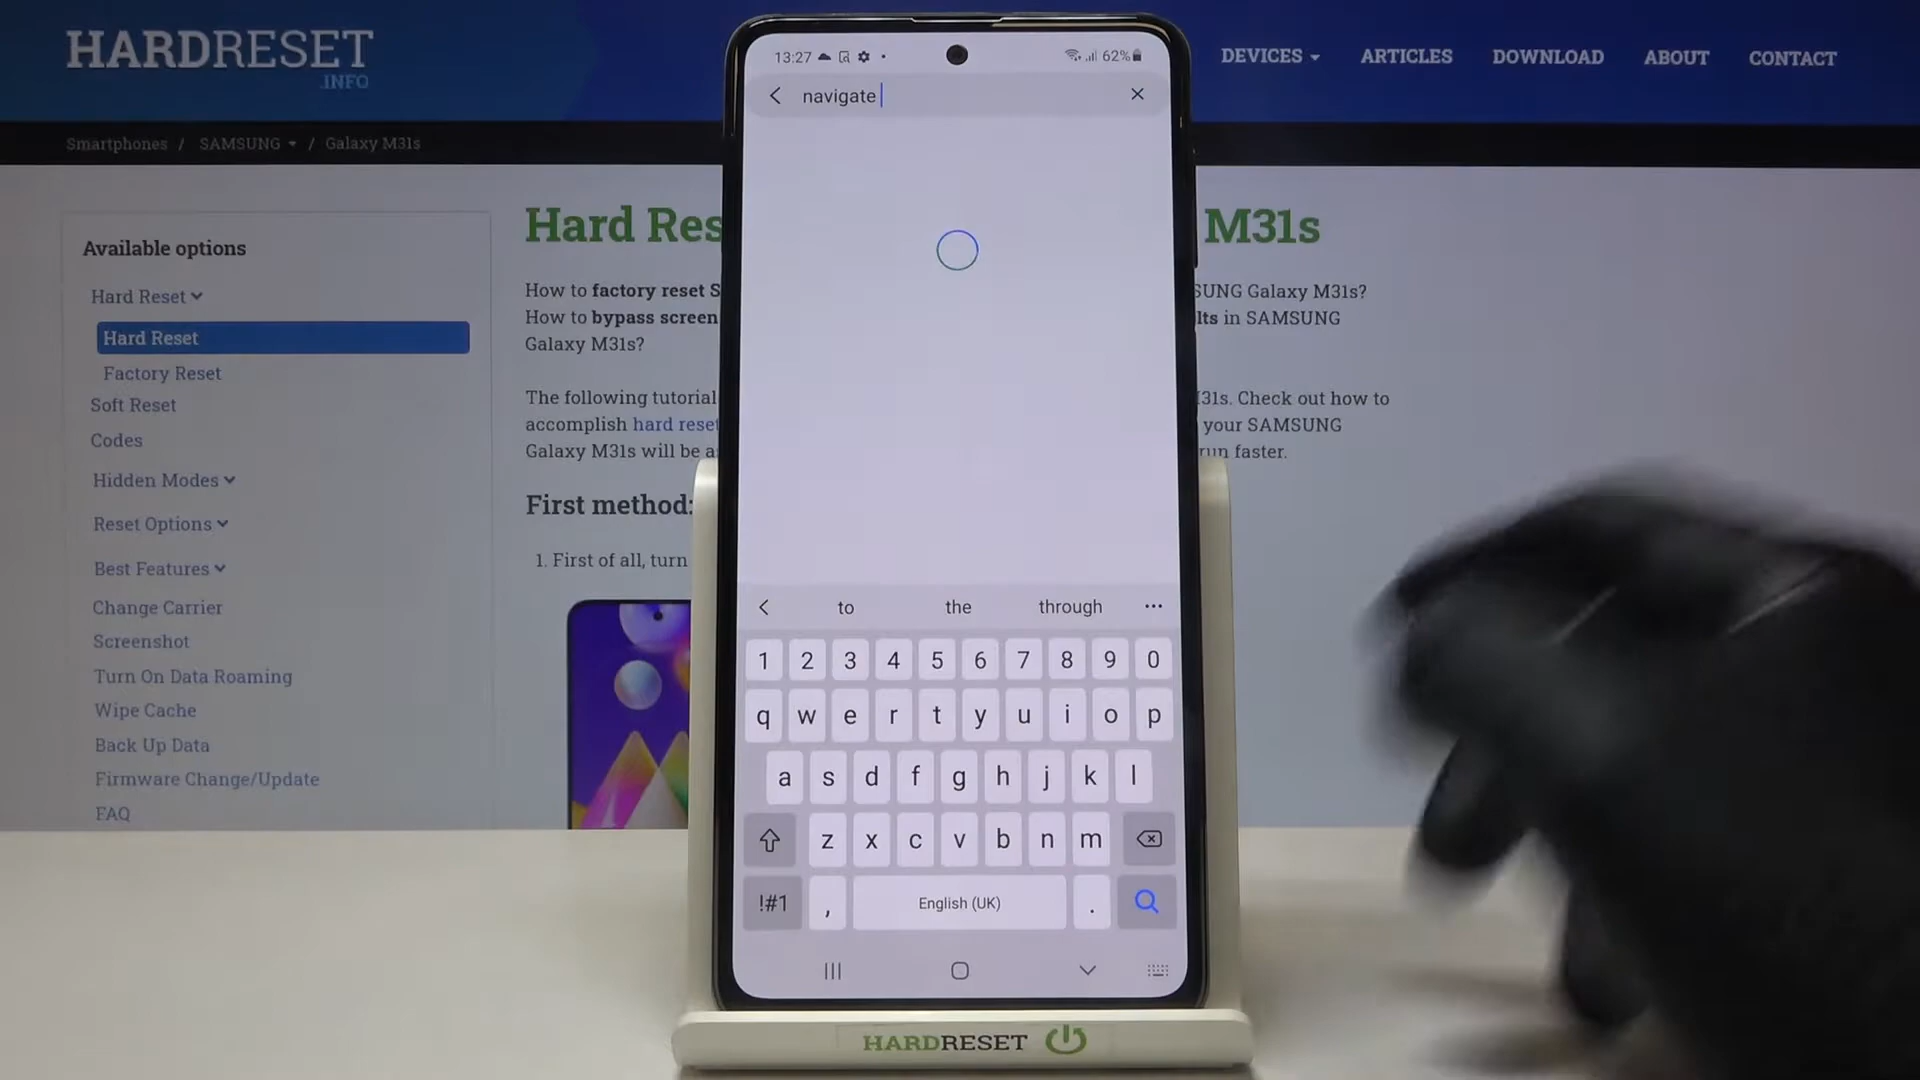 HARDRESET
.INFO
DEVICES ARTICLES DOWNLOAD ABOUT CONTACT
Smartphones / SAMSUNG / Galaxy M31s
Available options
Hard Reset
Hard Reset
Factory Reset
Soft Reset
Codes
Hidden Modes
Reset Options
Best Features
Change Carrier
Screenshot
Turn On Data Roaming
Wipe Cache
Back Up Data
Firmware Change/Update
FAQ
Hard Res M31s
How to factory reset S SUNG Galaxy M31s?
How to bypass screen lts in SAMSUNG
Galaxy M31s?
The following tutorial 31s. Check out how to
accomplish hard reset your SAMSUNG
Galaxy M31s will be a run faster.
First method:
1. First of all, turn
13:27 62%
navigate
to the through ...
1 2 3 4 5 6 7 8 9 0
q w e r t y u i o p
a s d f g h j k l
z x c v b n m
!#1 , English (UK) .
HARDRESET